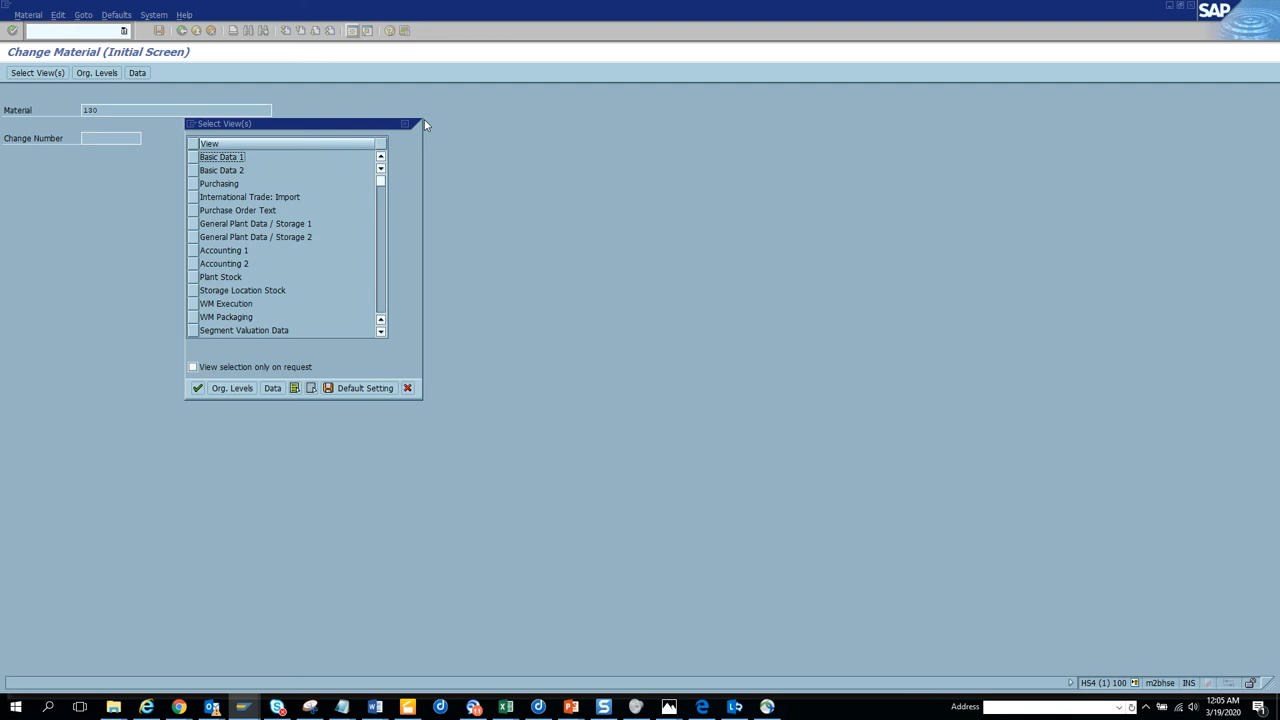 Material Edit Goto Defaults System Help
SAP
Change Material (Initial Screen)
Select View(s) Org. Levels Data
Material 130
Change Number
Select View(s)
View
Basic Data 1
Basic Data 2
Purchasing
International Trade: Import
Purchase Order Text
General Plant Data / Storage 1
General Plant Data / Storage 2
Accounting 1
Accounting 2
Plant Stock
Storage Location Stock
WM Execution
WM Packaging
Segment Valuation Data
View selection only on request
Org. Levels Data Default Setting
HS4 (1) 100 m2bhse INS
Address 12:05 AM
3/19/2020